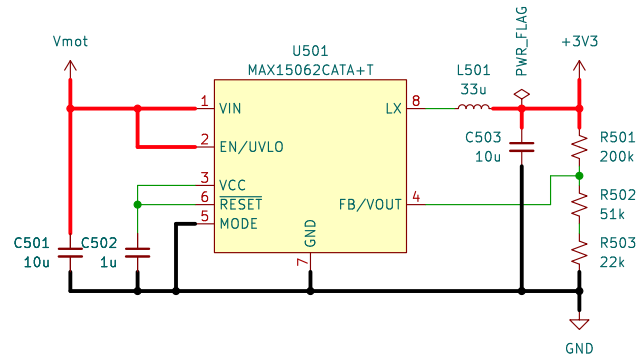 Vmot
U501
MAX15062CATA+T
PWR_FLAG
+3V3
L501
33u
1
VIN
LX
8
2
EN/UVLO
C503
10u
R501
200k
3
VCC
6
RESET
FB/VOUT
4
5
MODE
R502
51k
GND
7
C501
10u
C502
1u
R503
22k
GND